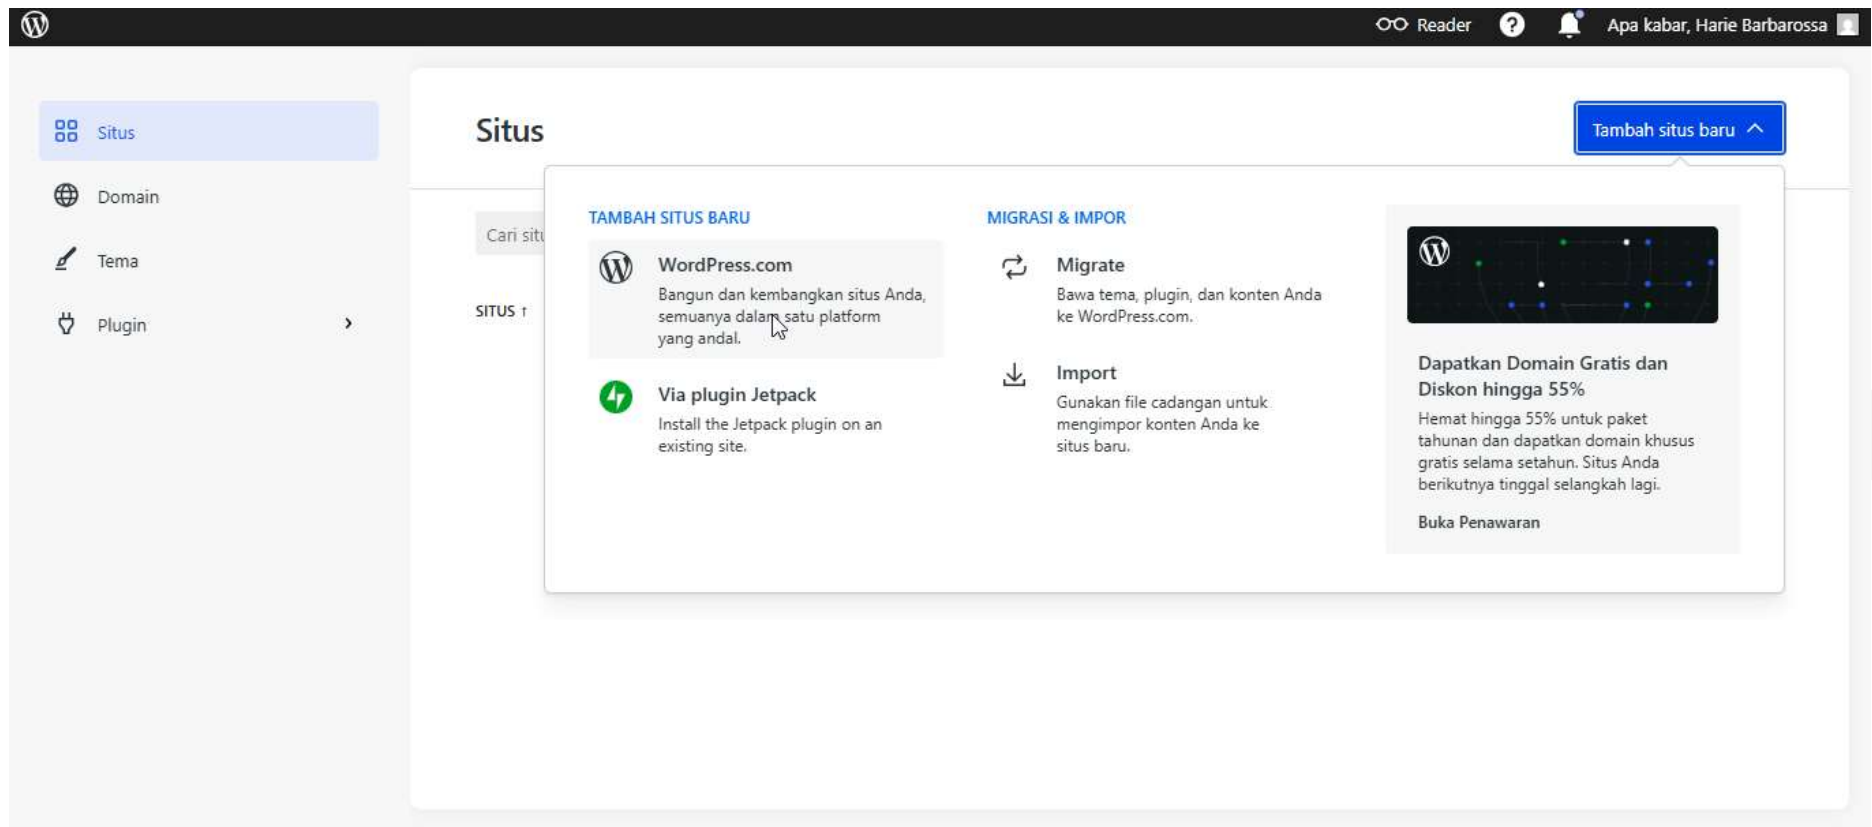 Reader
Apa kabar, Harie Barbarossa
Situs
Domain
Tema
Plugin
Situs
Tambah situs baru
Cari situ
SITUS ↑
TAMBAH SITUS BARU
WordPress.com
Bangun dan kembangkan situs Anda,
semuanya dalam satu platform
yang andal.
Via plugin Jetpack
Install the Jetpack plugin on an
existing site.
MIGRASI & IMPOR
Migrate
Bawa tema, plugin, dan konten Anda
ke WordPress.com.
Import
Gunakan file cadangan untuk
mengimpor konten Anda ke
situs baru.
Dapatkan Domain Gratis dan
Diskon hingga 55%
Hemat hingga 55% untuk paket
tahunan dan dapatkan domain khusus
gratis selama setahun. Situs Anda
berikutnya tinggal selangkah lagi.
Buka Penawaran